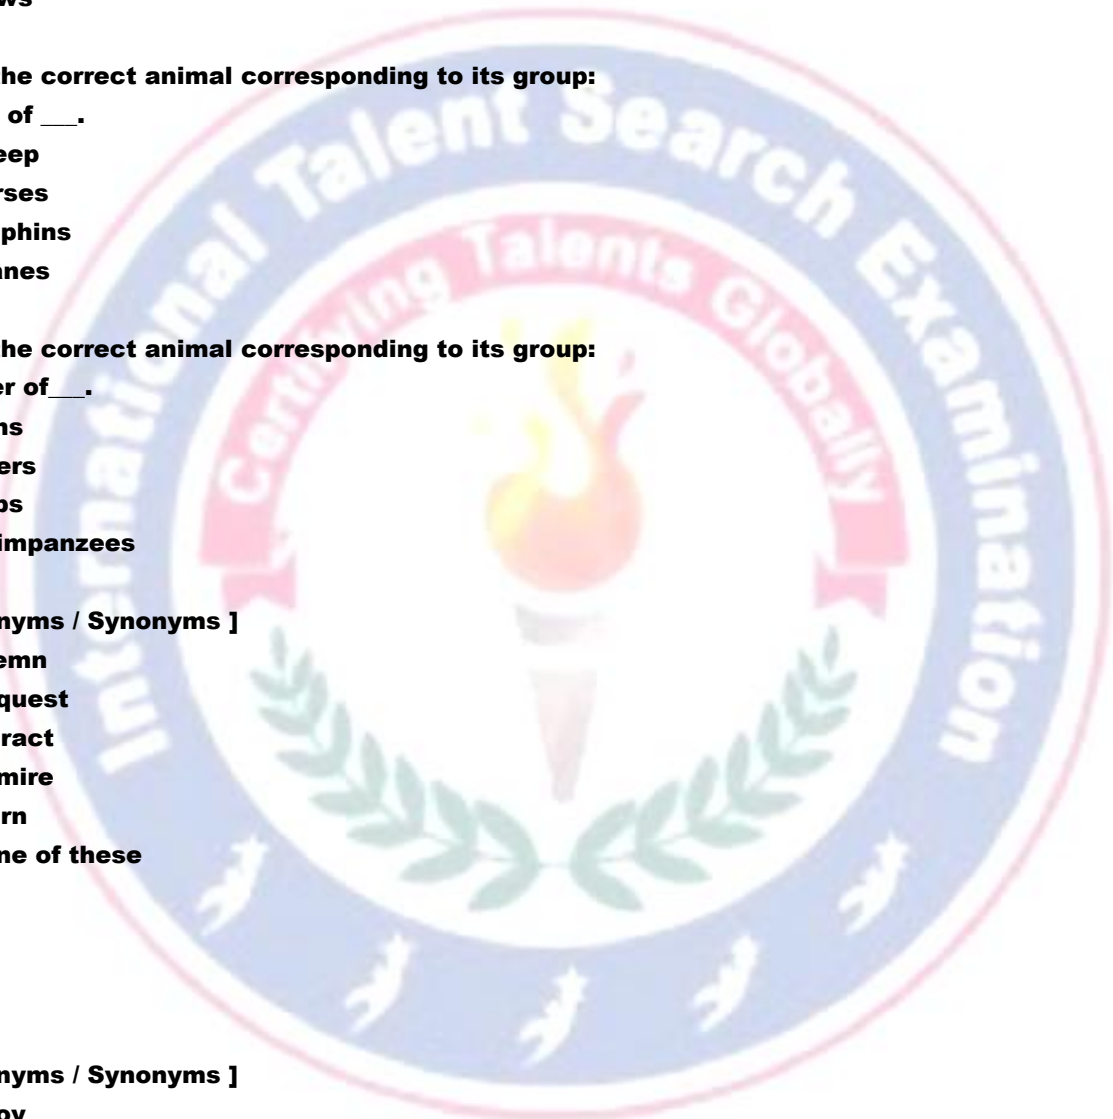 ws
he correct animal corresponding to its group:
of ___.
eep
rses
phins
nes
he correct animal corresponding to its group:
er of___.
ns
ers
os
impanzees
nyms / Synonyms ]
emn
quest
ract
mire
rn
ne of these
nyms / Synonyms ]
oy
International Talent Search Examination
Certifying Talents Globally